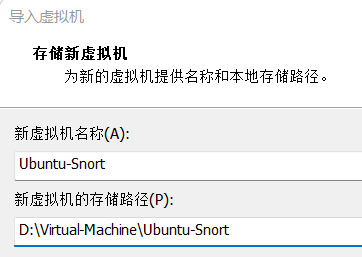 导入虚拟机
存储新虚拟机
为新的虚拟机提供名称和本地存储路径。
新虚拟机名称(A):
Ubuntu-Snort
新虚拟机的存储路径(P):
D:\Virtual-Machine\Ubuntu-Snort